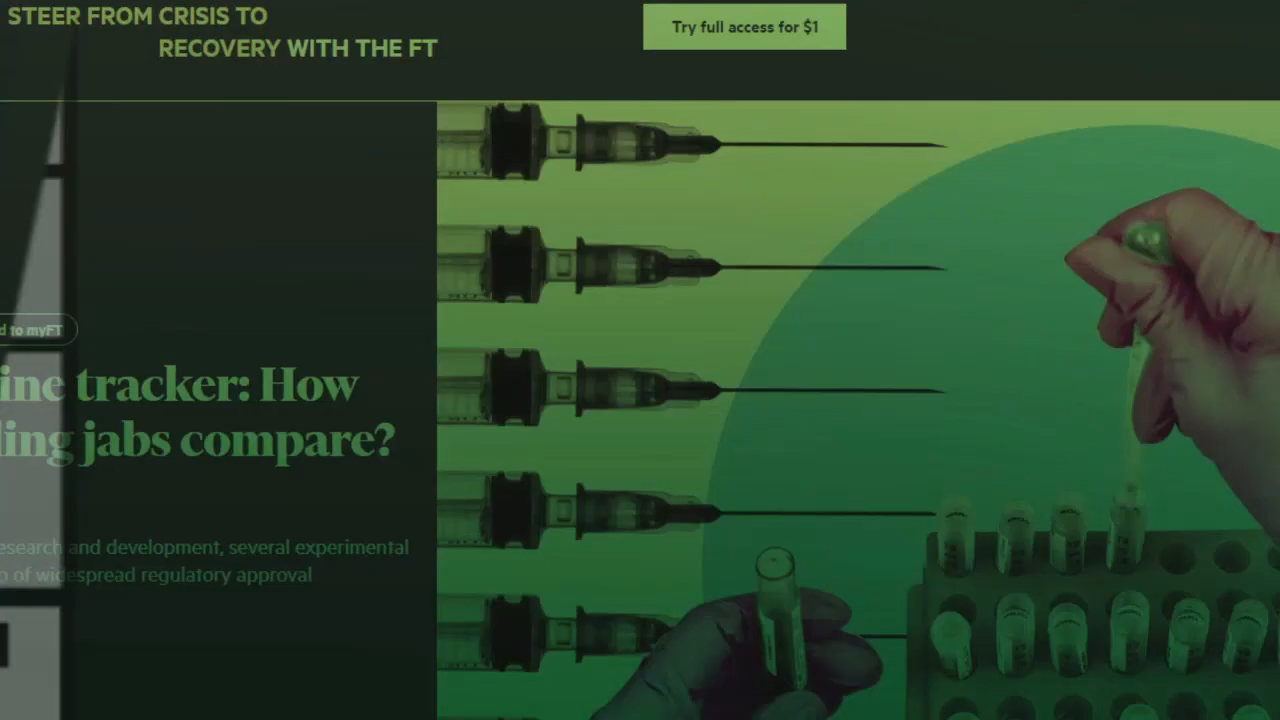 STEER FROM CRISIS TO
RECOVERY WITH THE FT
Try full access for $1
d to myFT
ine tracker: How
ling jabs compare?
esearch and development, several experimental
p of widespread regulatory approval